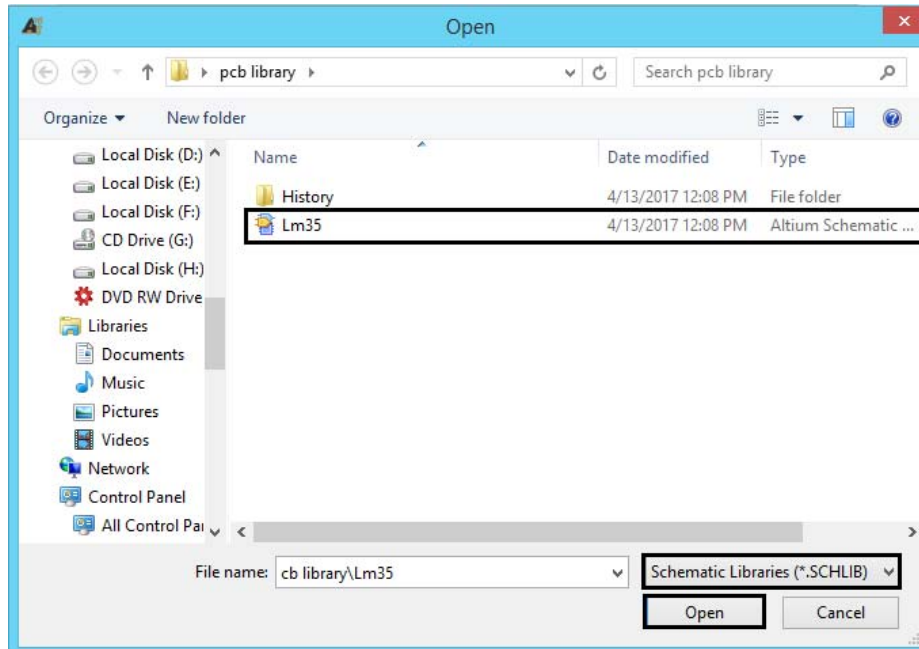 Open
pcb library
Search pcb library
Organize
New folder
Local Disk (D:)
Local Disk (E:)
Local Disk (F:)
CD Drive (G:)
Local Disk (H:)
DVD RW Drive
Libraries
Documents
Music
Pictures
Videos
Network
Control Panel
All Control Pa
Name Date modified Type
History 4/13/2017 12:08 PM File folder
Lm35 4/13/2017 12:08 PM Altium Schematic ...
File name: cb library\Lm35 Schematic Libraries (*.SCHLIB)
Open Cancel